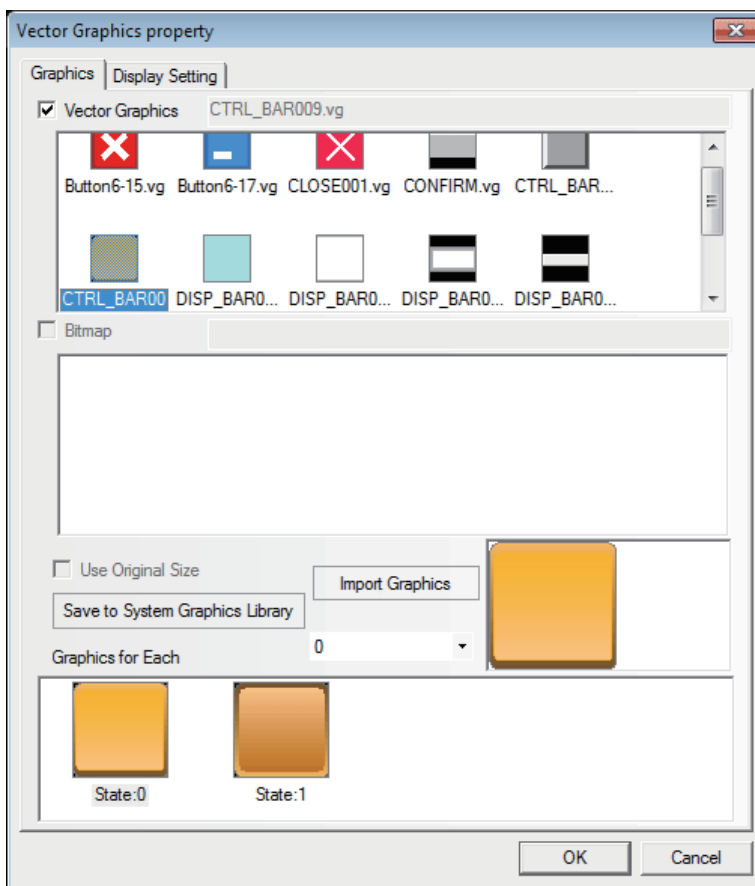 Vector Graphics property
Graphics Display Setting
Vector Graphics CTRL_BAR009.vg
Button6-15.vg Button6-17.vg CLOSE001.vg CONFIRM.vg CTRL_BAR...
CTRL_BAR00 DISP_BAR0... DISP_BAR0... DISP_BAR0... DISP_BAR0...
Bitmap
Use Original Size
Import Graphics
Save to System Graphics Library
0
Graphics for Each
State:0 State:1
OK Cancel